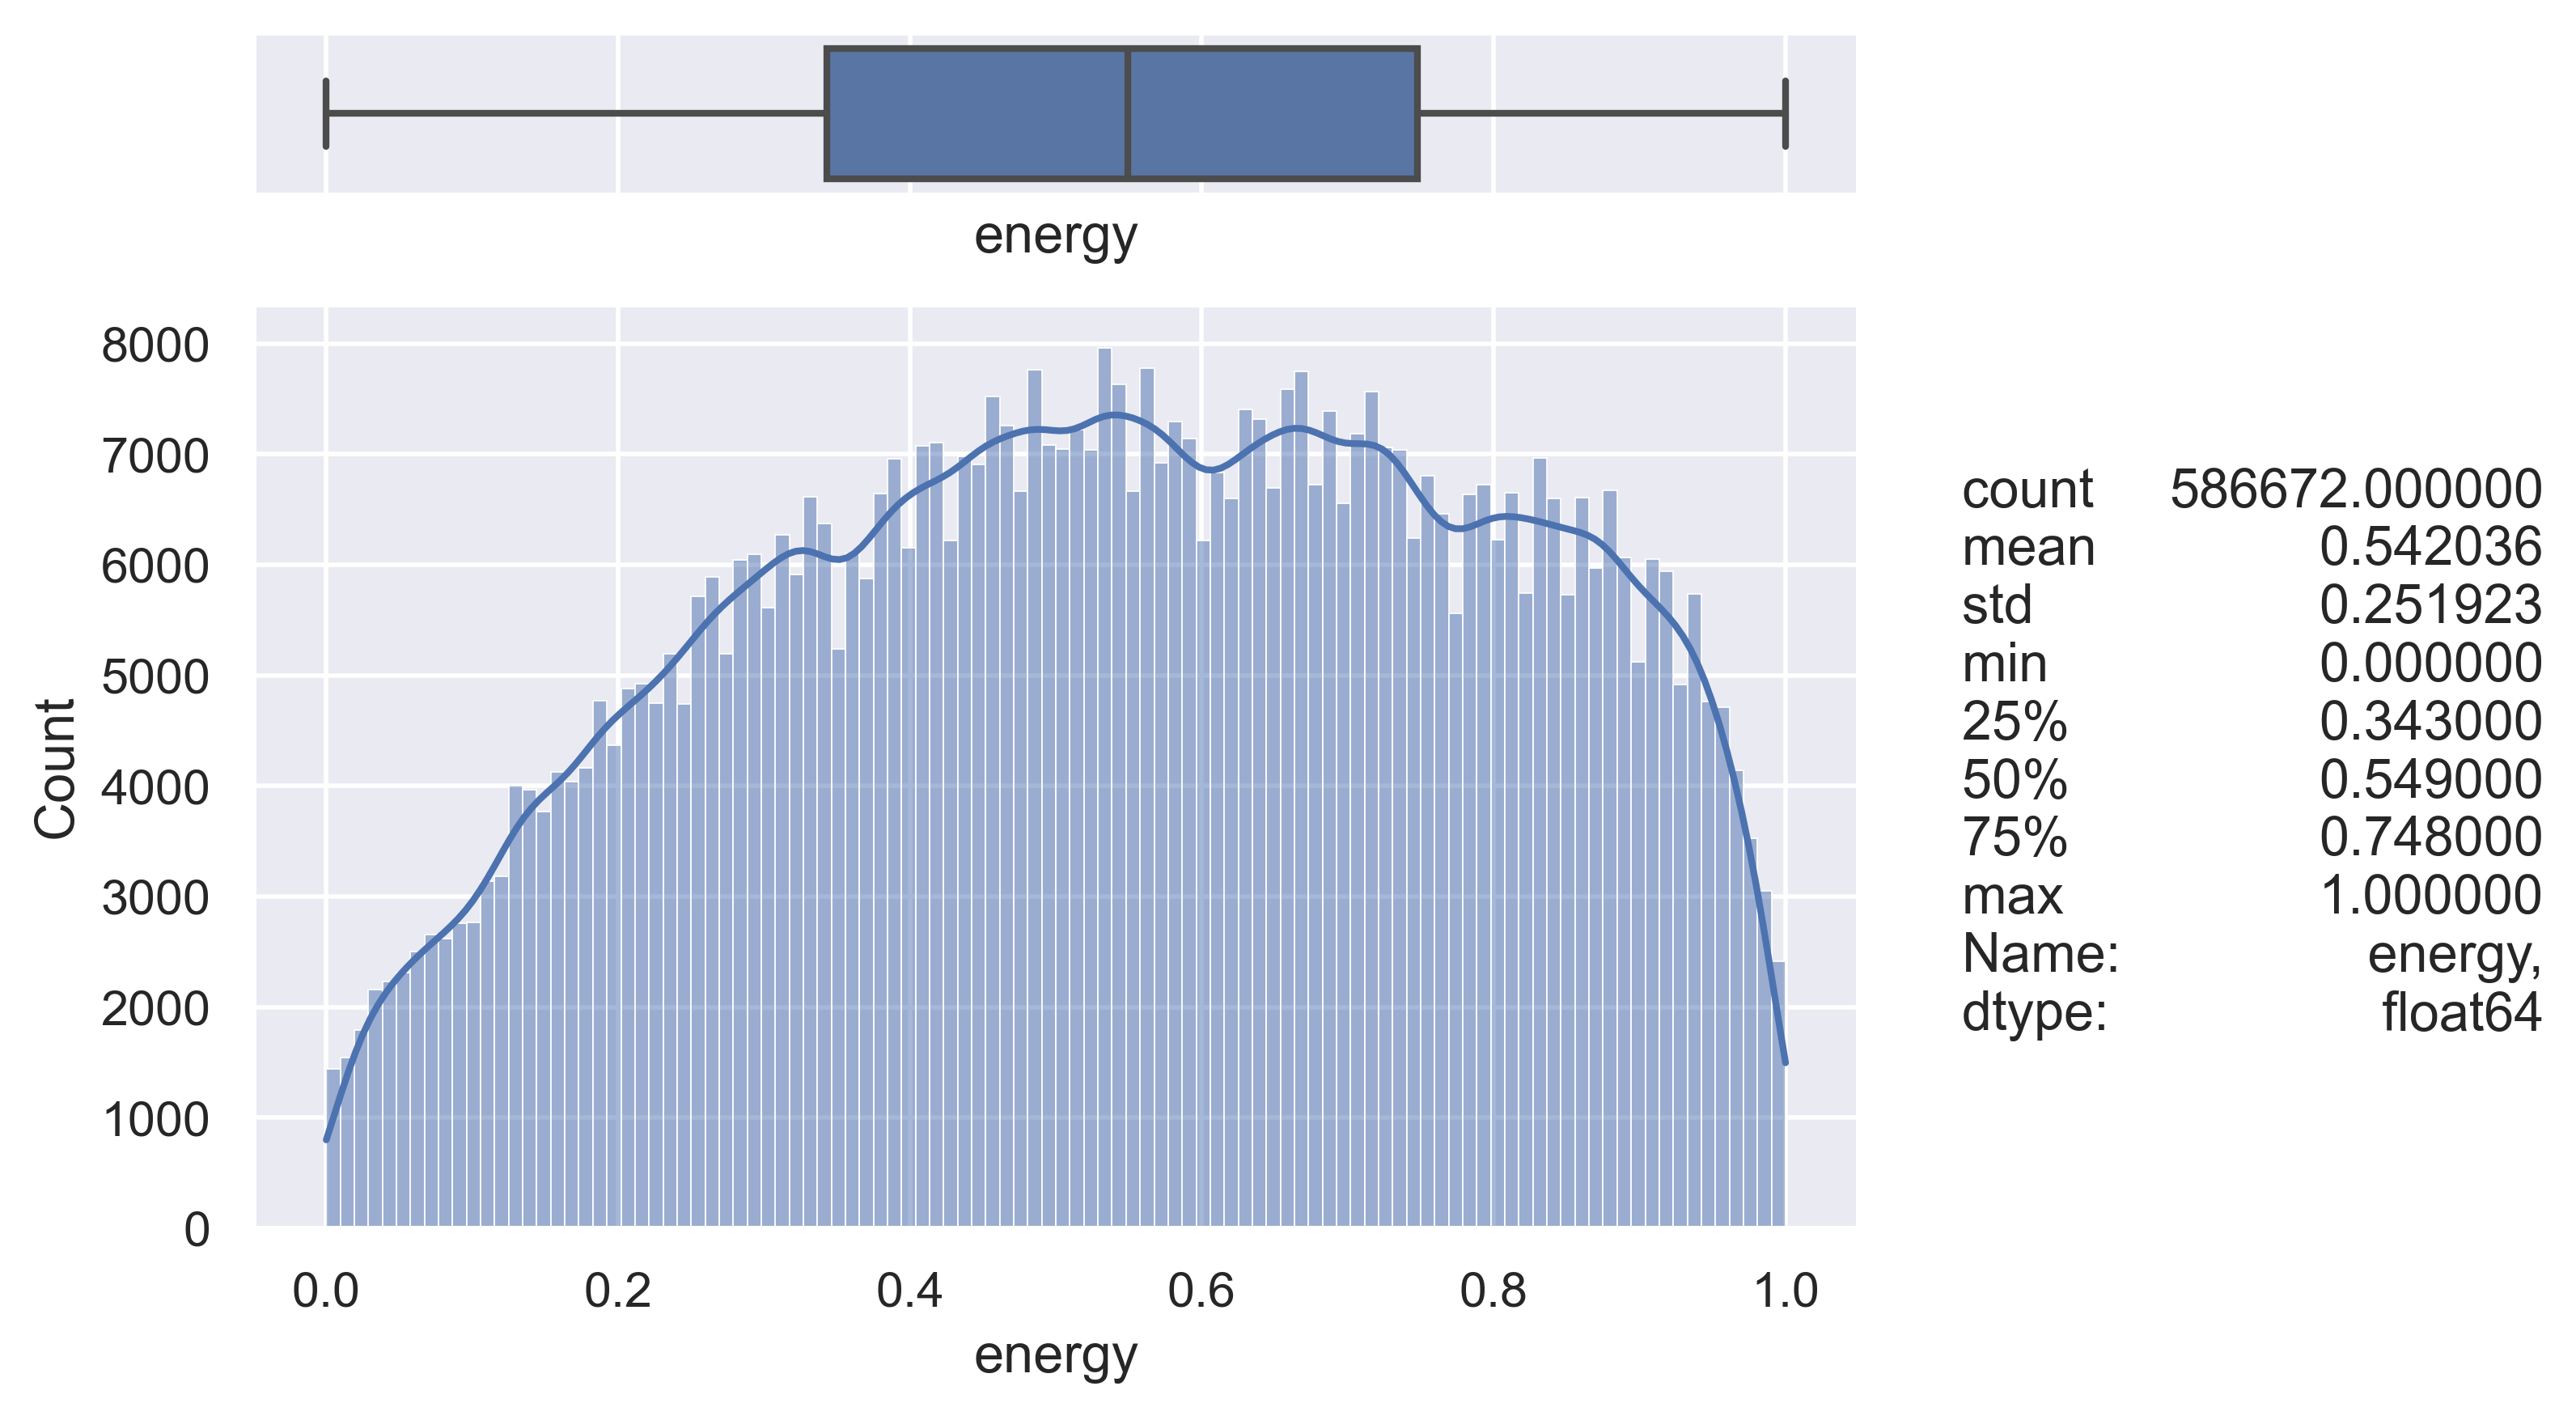 energy
8000
7000
6000
5000
4000
3000
2000
1000
0
Count
0.0 0.2 0.4 0.6 0.8 1.0
energy
count 586672.000000
mean 0.542036
std 0.251923
min 0.000000
25% 0.343000
50% 0.549000
75% 0.748000
max 1.000000
Name: energy,
dtype: float64